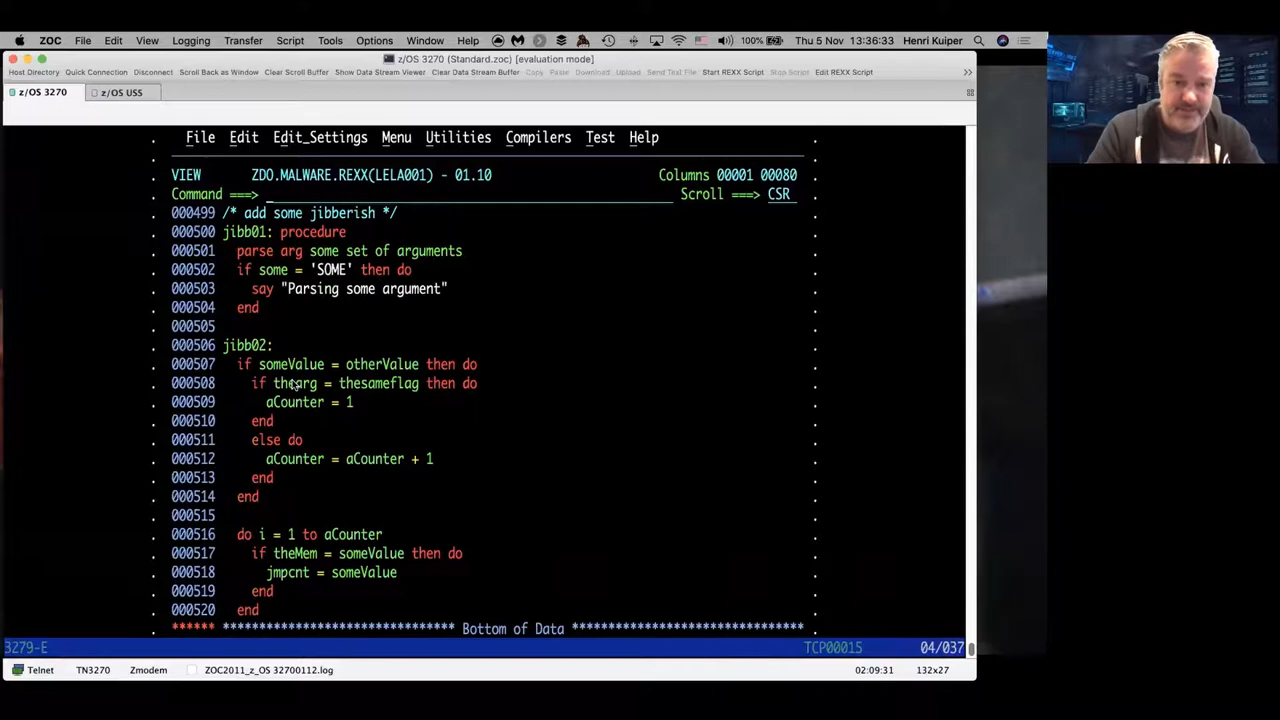 ZOC File Edit View Logging Transfer Script Tools Options Window Help 100% Thu 5 Nov 13:36:33 Henri Kuiper
z/OS 3270 (Standard.zoc) [evaluation mode]
Host Directory Quick Connection Disconnect Scroll Back as Window Clear Scroll Buffer Show Data Stream Viewer Clear Data Stream Buffer Copy Paste Download Upload Send Text File Start REXX Script Stop Script Edit REXX Script »
z/OS 3270 z/OS USS
File Edit Edit_Settings Menu Utilities Compilers Test Help
VIEW ZDO.MALWARE.REXX(LELA001) - 01.10 Columns 00001 00080
Command ===> _ Scroll ===> CSR
000499 /* add some jibberish */
000500 jibb01: procedure
000501 parse arg some set of arguments
000502 if some = 'SOME' then do
000503 say "Parsing some argument"
000504 end
000505
000506 jibb02:
000507 if someValue = otherValue then do
000508 if thearg = thesameflag then do
000509 aCounter = 1
000510 end
000511 else do
000512 aCounter = aCounter + 1
000513 end
000514 end
000515
000516 do i = 1 to aCounter
000517 if theMem = someValue then do
000518 jmpcnt = someValue
000519 end
000520 end
****** ******************************** Bottom of Data ********************************
3279-E TCP00015 04/037
Telnet TN3270 Zmodem ZOC2011_z_OS 32700112.log 02:09:31 132x27